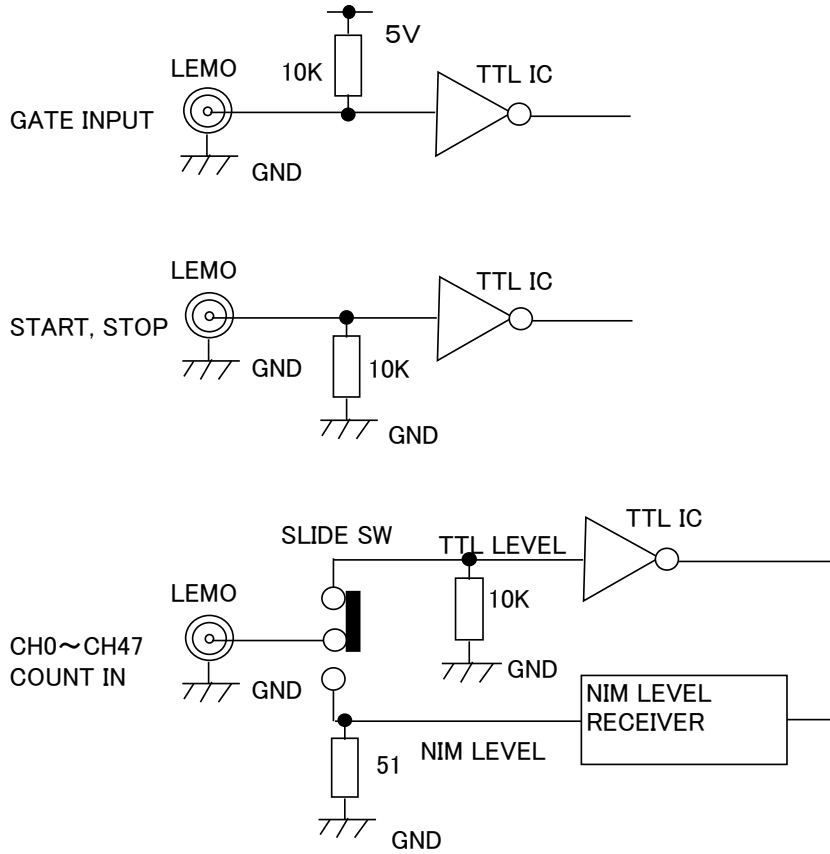 5V
LEMO
10K
TTL IC
GATE INPUT
GND
LEMO
TTL IC
START, STOP
GND
10K
GND
TTL IC
SLIDE SW
TTL LEVEL
LEMO
10K
CH0～CH47
COUNT IN
GND
GND
NIM LEVEL
RECEIVER
51
NIM LEVEL
GND